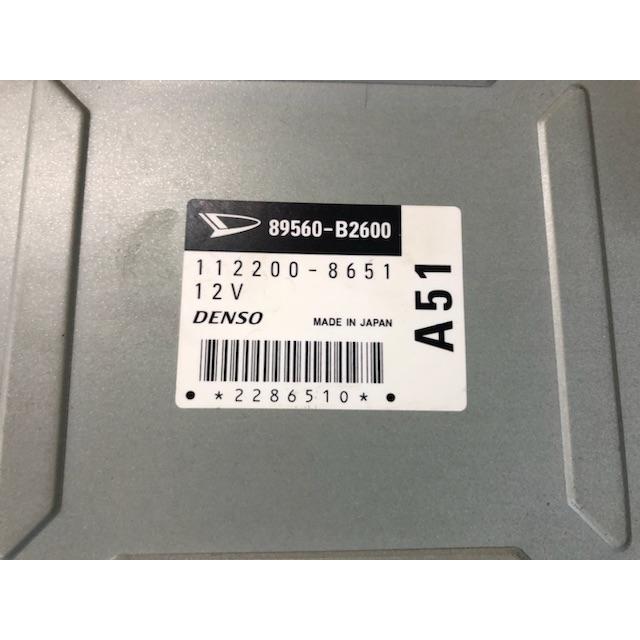 89560-B2600
112200-8651
12V
A51
DENSO MADE IN JAPAN
*2286510*